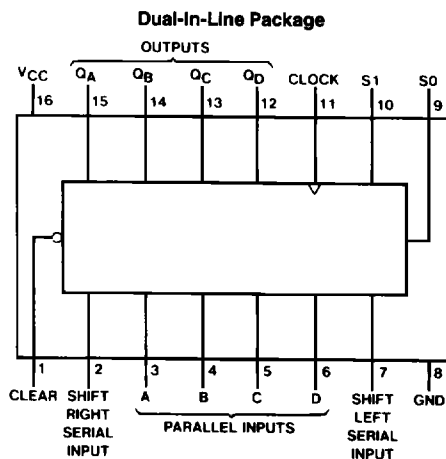 Dual-In-Line Package
OUTPUTS
VCC QA QB QC QD CLOCK S1 S0
16 15 14 13 12 11 10 9
1 2 3 4 5 6 7 8
CLEAR SHIFT RIGHT SERIAL INPUT A B C D SHIFT LEFT SERIAL INPUT GND
PARALLEL INPUTS